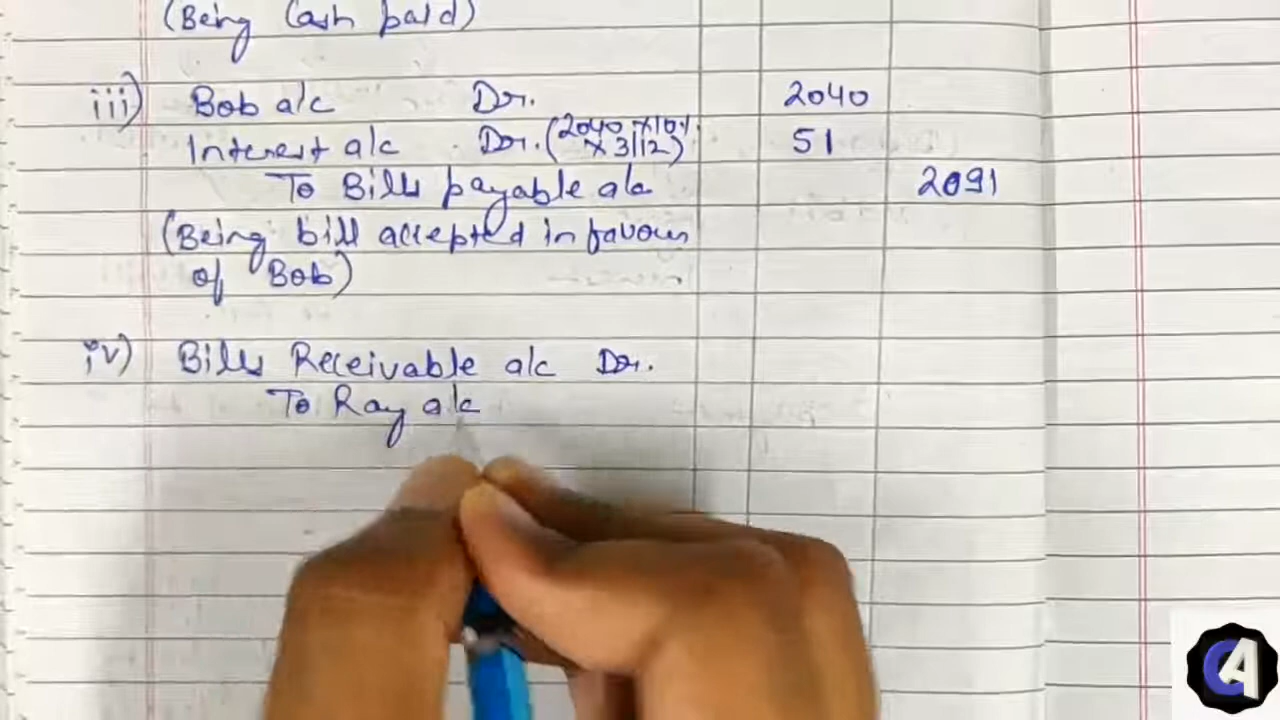 (Being Cash paid)
iii) Bob a/c Dr. 2040
Interest a/c Dr. (2040 x 10% x 3/12) 51
To Bills payable a/c 2091
(Being bill accepted in favour
of Bob)
iv) Bills Receivable a/c Dr.
To Ray a/c
CA